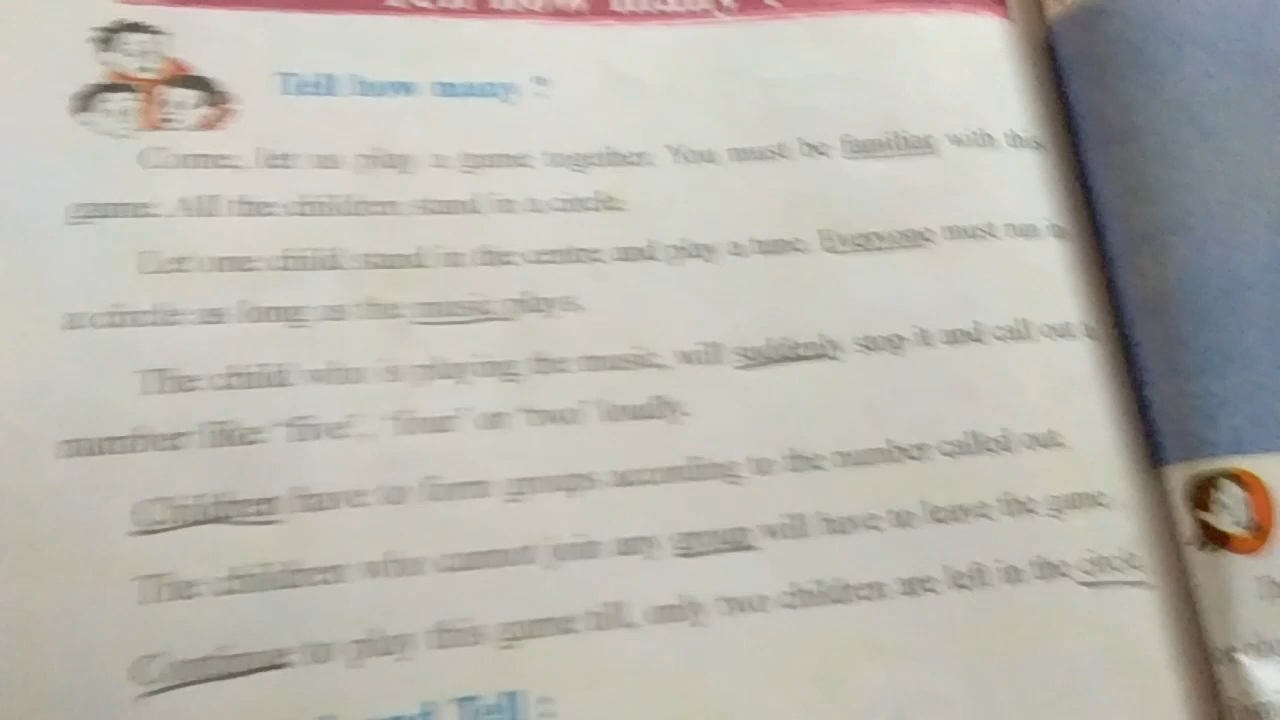 Tell how many ?
Tell how many ?
Come, let us play a game together. You must be familiar with this
game. All the children stand in a circle.
Let one child stand in the centre and play a tune. Everyone must run in
a circle as long as the music plays.
The child who is playing the music, will suddenly stop it and call out a
number like 'five', 'four' or 'two' loudly.
Children have to form groups according to the number called out.
The children who cannot join any group will have to leave the game.
Continue to play this game till, only two children are left in the circle.
and Tell :